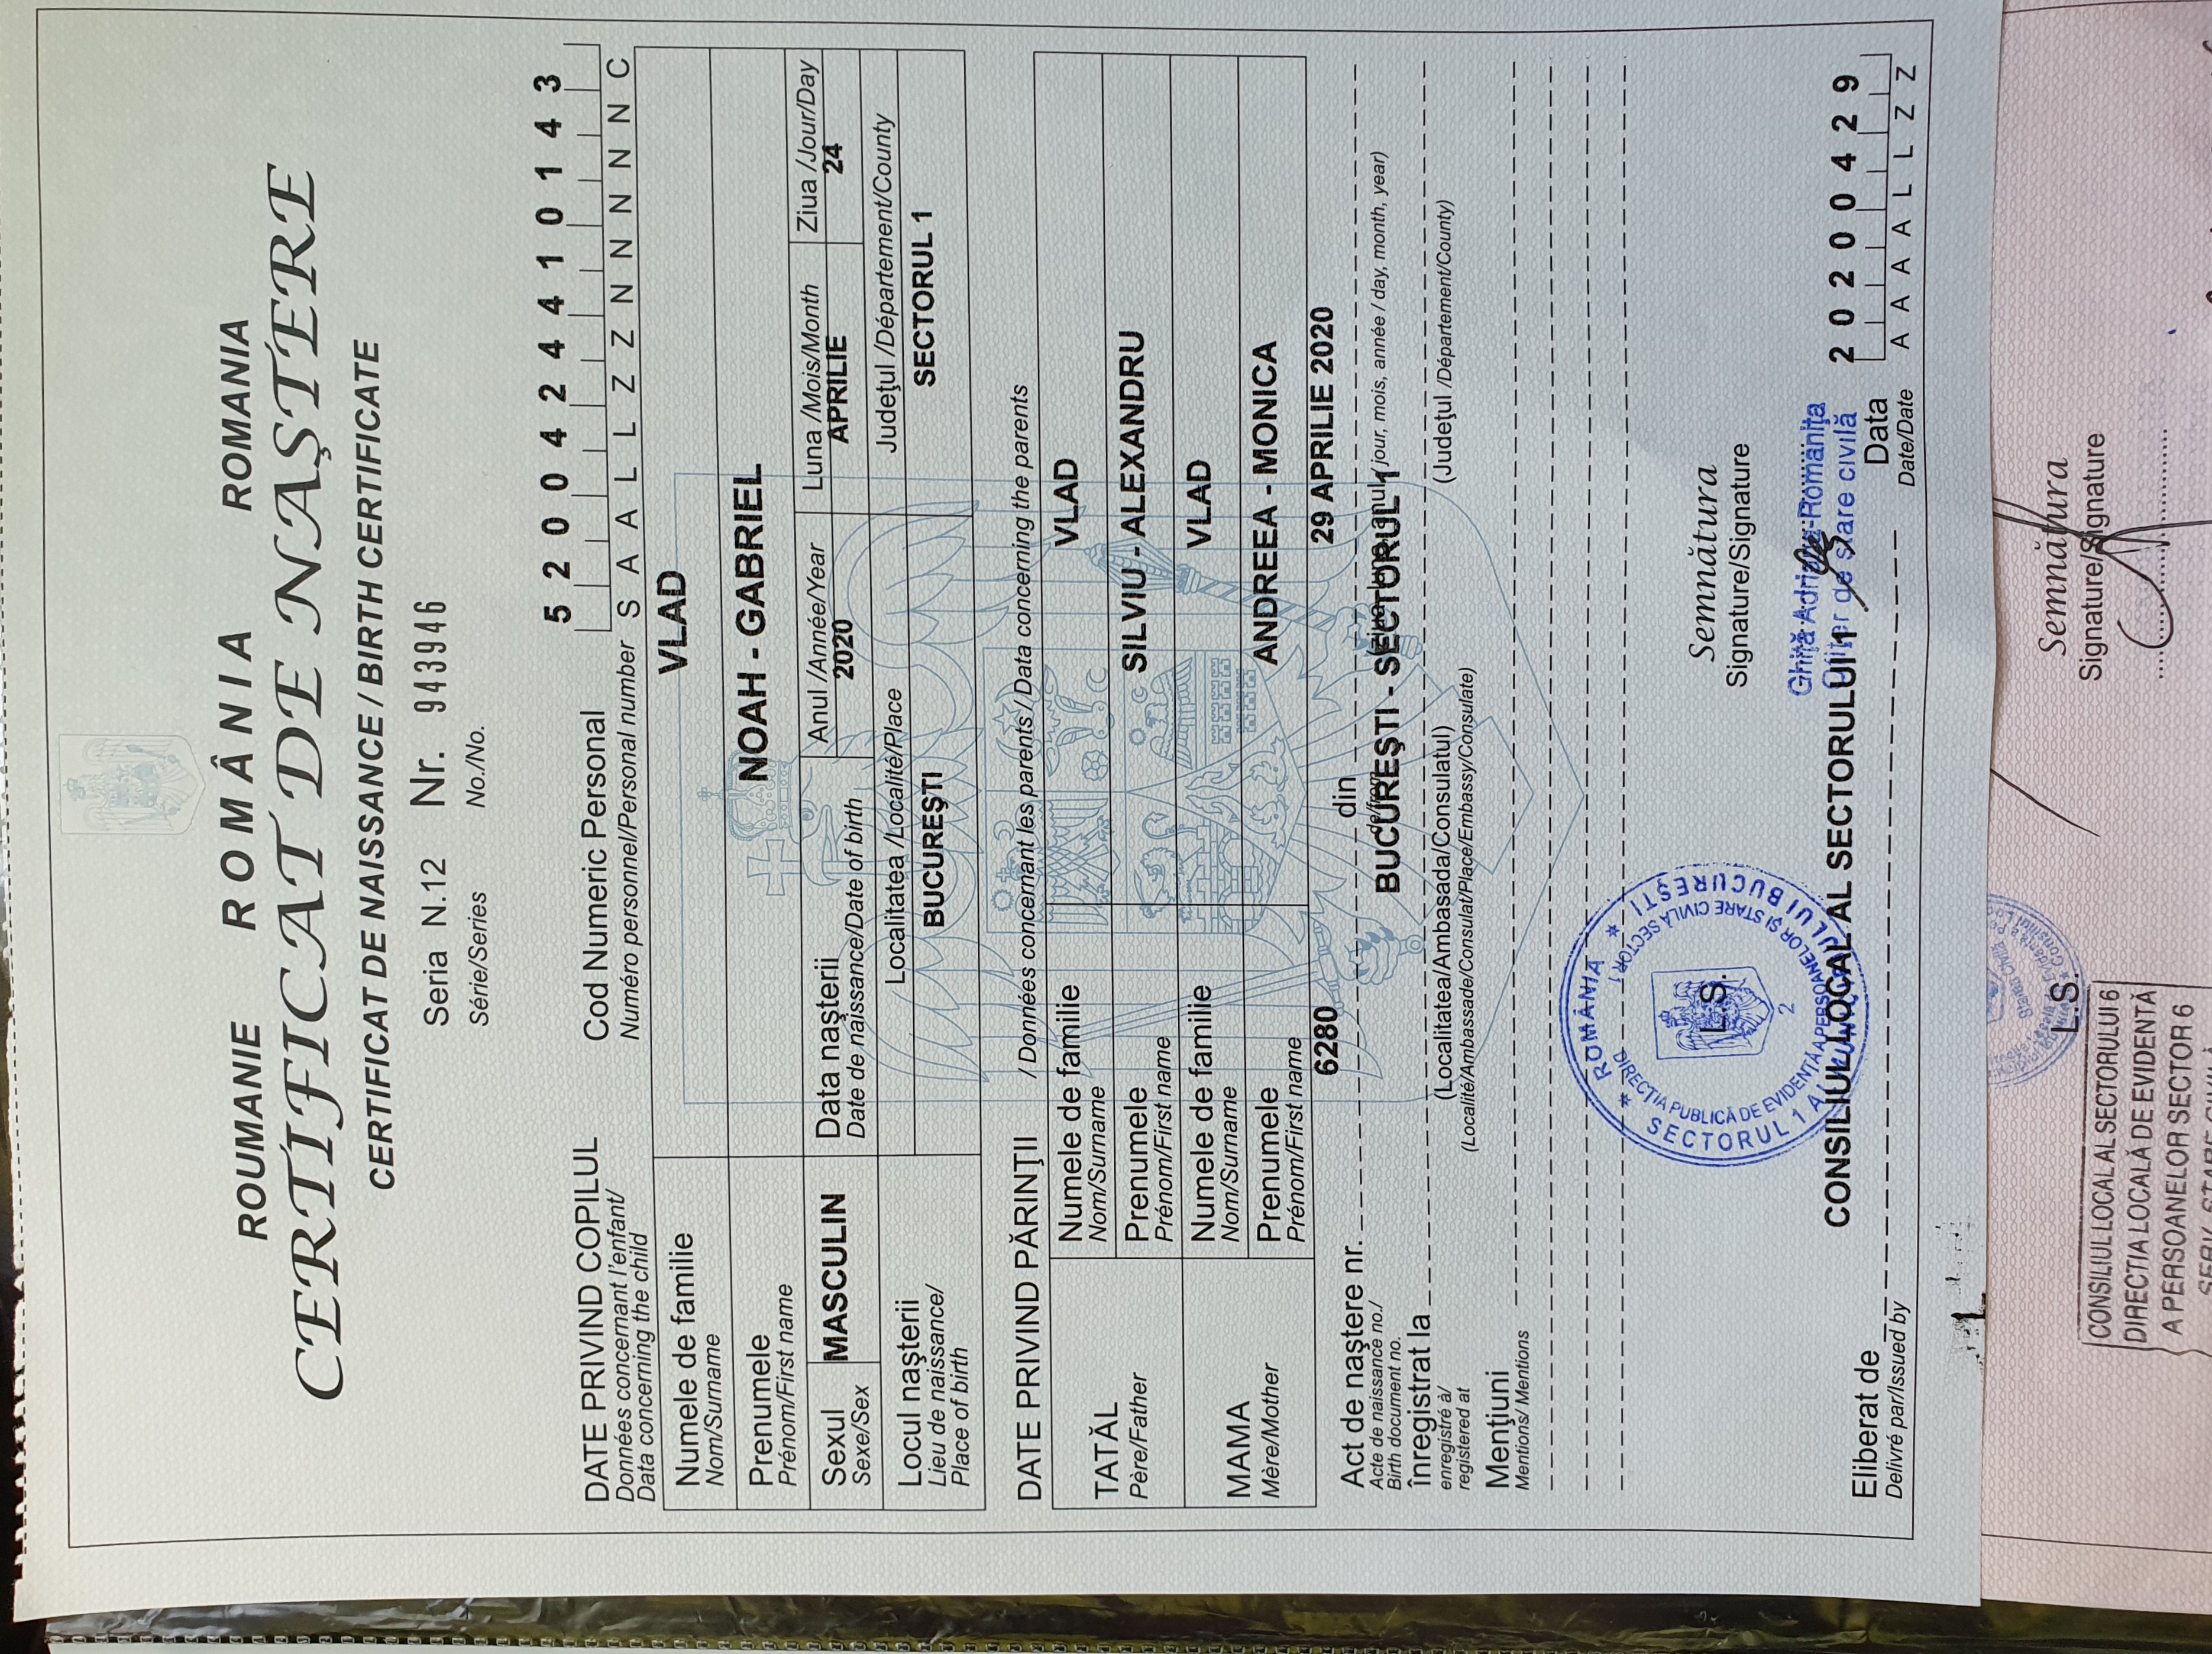 ROUMANIE ROMÂNIA ROMANIA
CERTIFICAT DE NAŞTERE
CERTIFICAT DE NAISSANCE / BIRTH CERTIFICATE
Seria N.12 Nr. 943946
Série/Series No./No.
DATE PRIVIND COPILUL Cod Numeric Personal 5 2 0 0 4 2 4 4 1 0 1 4 3
Données concernant l'enfant/ Numéro personnel/Personal number S A A L L Z Z N N N N N C
Data concerning the child
Numele de familie VLAD
Nom/Surname
Prenumele NOAH - GABRIEL
Prénom/First name
Sexul MASCULIN Data naşterii Anul /Année/Year Luna /Mois/Month Ziua /Jour/Day
Sexe/Sex Date de naissance/Date of birth 2020 APRILIE 24
Locul naşterii Localitatea /Localité/Place Judeţul /Département/County
Lieu de naissance/ BUCUREŞTI SECTORUL 1
Place of birth
DATE PRIVIND PĂRINŢII / Données concernant les parents / Data concerning the parents
TATĂL Numele de familie VLAD
Père/Father Nom/Surname
Prenumele SILVIU - ALEXANDRU
Prénom/First name
MAMA Numele de familie VLAD
Mère/Mother Nom/Surname
Prenumele ANDREEA - MONICA
Prénom/First name
Act de naştere nr. 6280 din 29 APRILIE 2020
Acte de naissance no./ de/from jour, mois, année / day, month, year)
Birth document no.
înregistrat la BUCUREŞTI - SECTORUL 1
enregistré à/ (Localitatea/Ambasada/Consulatul) (Judeţul /Département/County)
registered at (Localité/Ambassade/Consulat/Place/Embassy/Consulate)
Menţiuni
Mentions/ Mentions
* ROMÂNIA *
SECTORUL 1 AL MUNICIPIULUI BUCUREŞTI
DIRECŢIA PUBLICĂ DE EVIDENŢĂ A PERSOANELOR ŞI STARE CIVILĂ SECTOR 1
2
L.S.
Semnătura
Signature/Signature
Ghiţă Adriana-Romaniţa
Ofiţer de stare civilă
Eliberat de CONSILIUL LOCAL AL SECTORULUI 1 Data 2 0 2 0 0 4 2 9
Delivré par/Issued by Date/Date A A A A L L Z Z
Semnătura
Signature/Signature
L.S.
CONSILIUL LOCAL AL SECTORULUI 6
DIRECTIA LOCALĂ DE EVIDENTĂ
A PERSOANELOR SECTOR 6